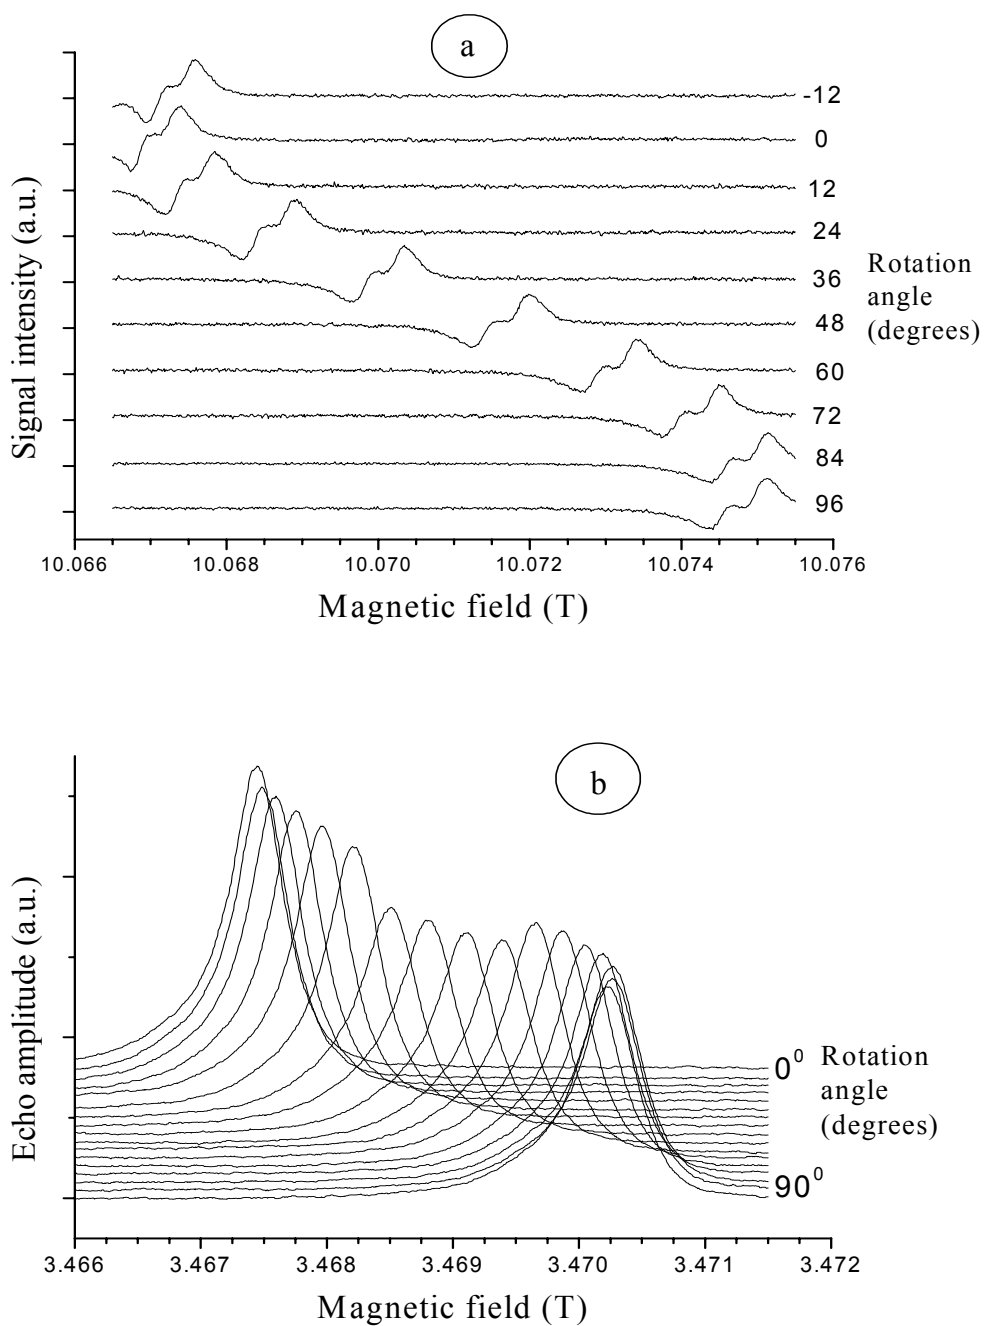 a
Signal intensity (a.u.)
-12
0
12
24
36
48
60
72
84
96
Rotation
angle
(degrees)
10.066 10.068 10.070 10.072 10.074 10.076
Magnetic field (T)
b
Echo amplitude (a.u.)
0⁰
90⁰
Rotation
angle
(degrees)
3.466 3.467 3.468 3.469 3.470 3.471 3.472
Magnetic field (T)